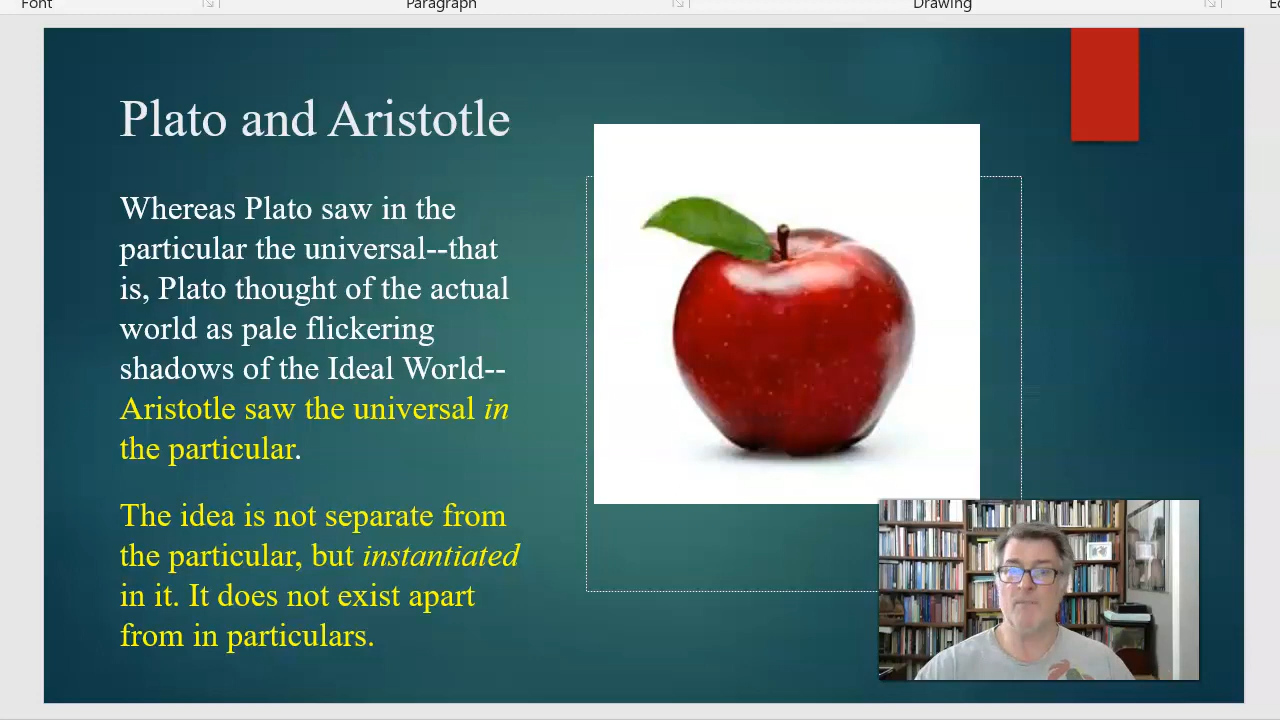 Font
Paragraph
Drawing
Plato and Aristotle
Whereas Plato saw in the
particular the universal--that
is, Plato thought of the actual
world as pale flickering
shadows of the Ideal World--
Aristotle saw the universal in
the particular.
The idea is not separate from
the particular, but instantiated
in it. It does not exist apart
from in particulars.